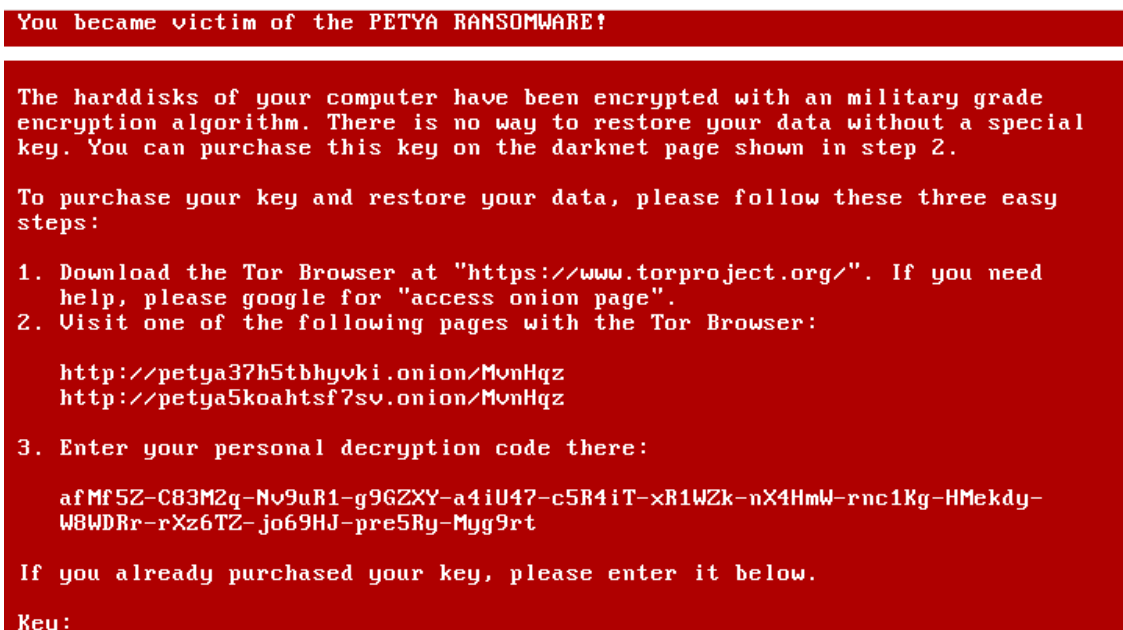 You became victim of the PETYA RANSOMWARE!
The harddisks of your computer have been encrypted with an military grade
encryption algorithm. There is no way to restore your data without a special
key. You can purchase this key on the darknet page shown in step 2.
To purchase your key and restore your data, please follow these three easy
steps:
1. Download the Tor Browser at "https://www.torproject.org/". If you need
help, please google for "access onion page".
2. Visit one of the following pages with the Tor Browser:
http://petya37h5tbhyvki.onion/MvnHqz
http://petya5koahtsf7sv.onion/MvnHqz
3. Enter your personal decryption code there:
afMf5Z-C83M2q-Nv9uR1-g9GZXY-a4iU47-c5R4iT-xR1WZk-nX4HmW-rnc1Kg-HMekdy-
W8WDRr-rXz6TZ-jo69HJ-pre5Ry-Myg9rt
If you already purchased your key, please enter it below.
Key: